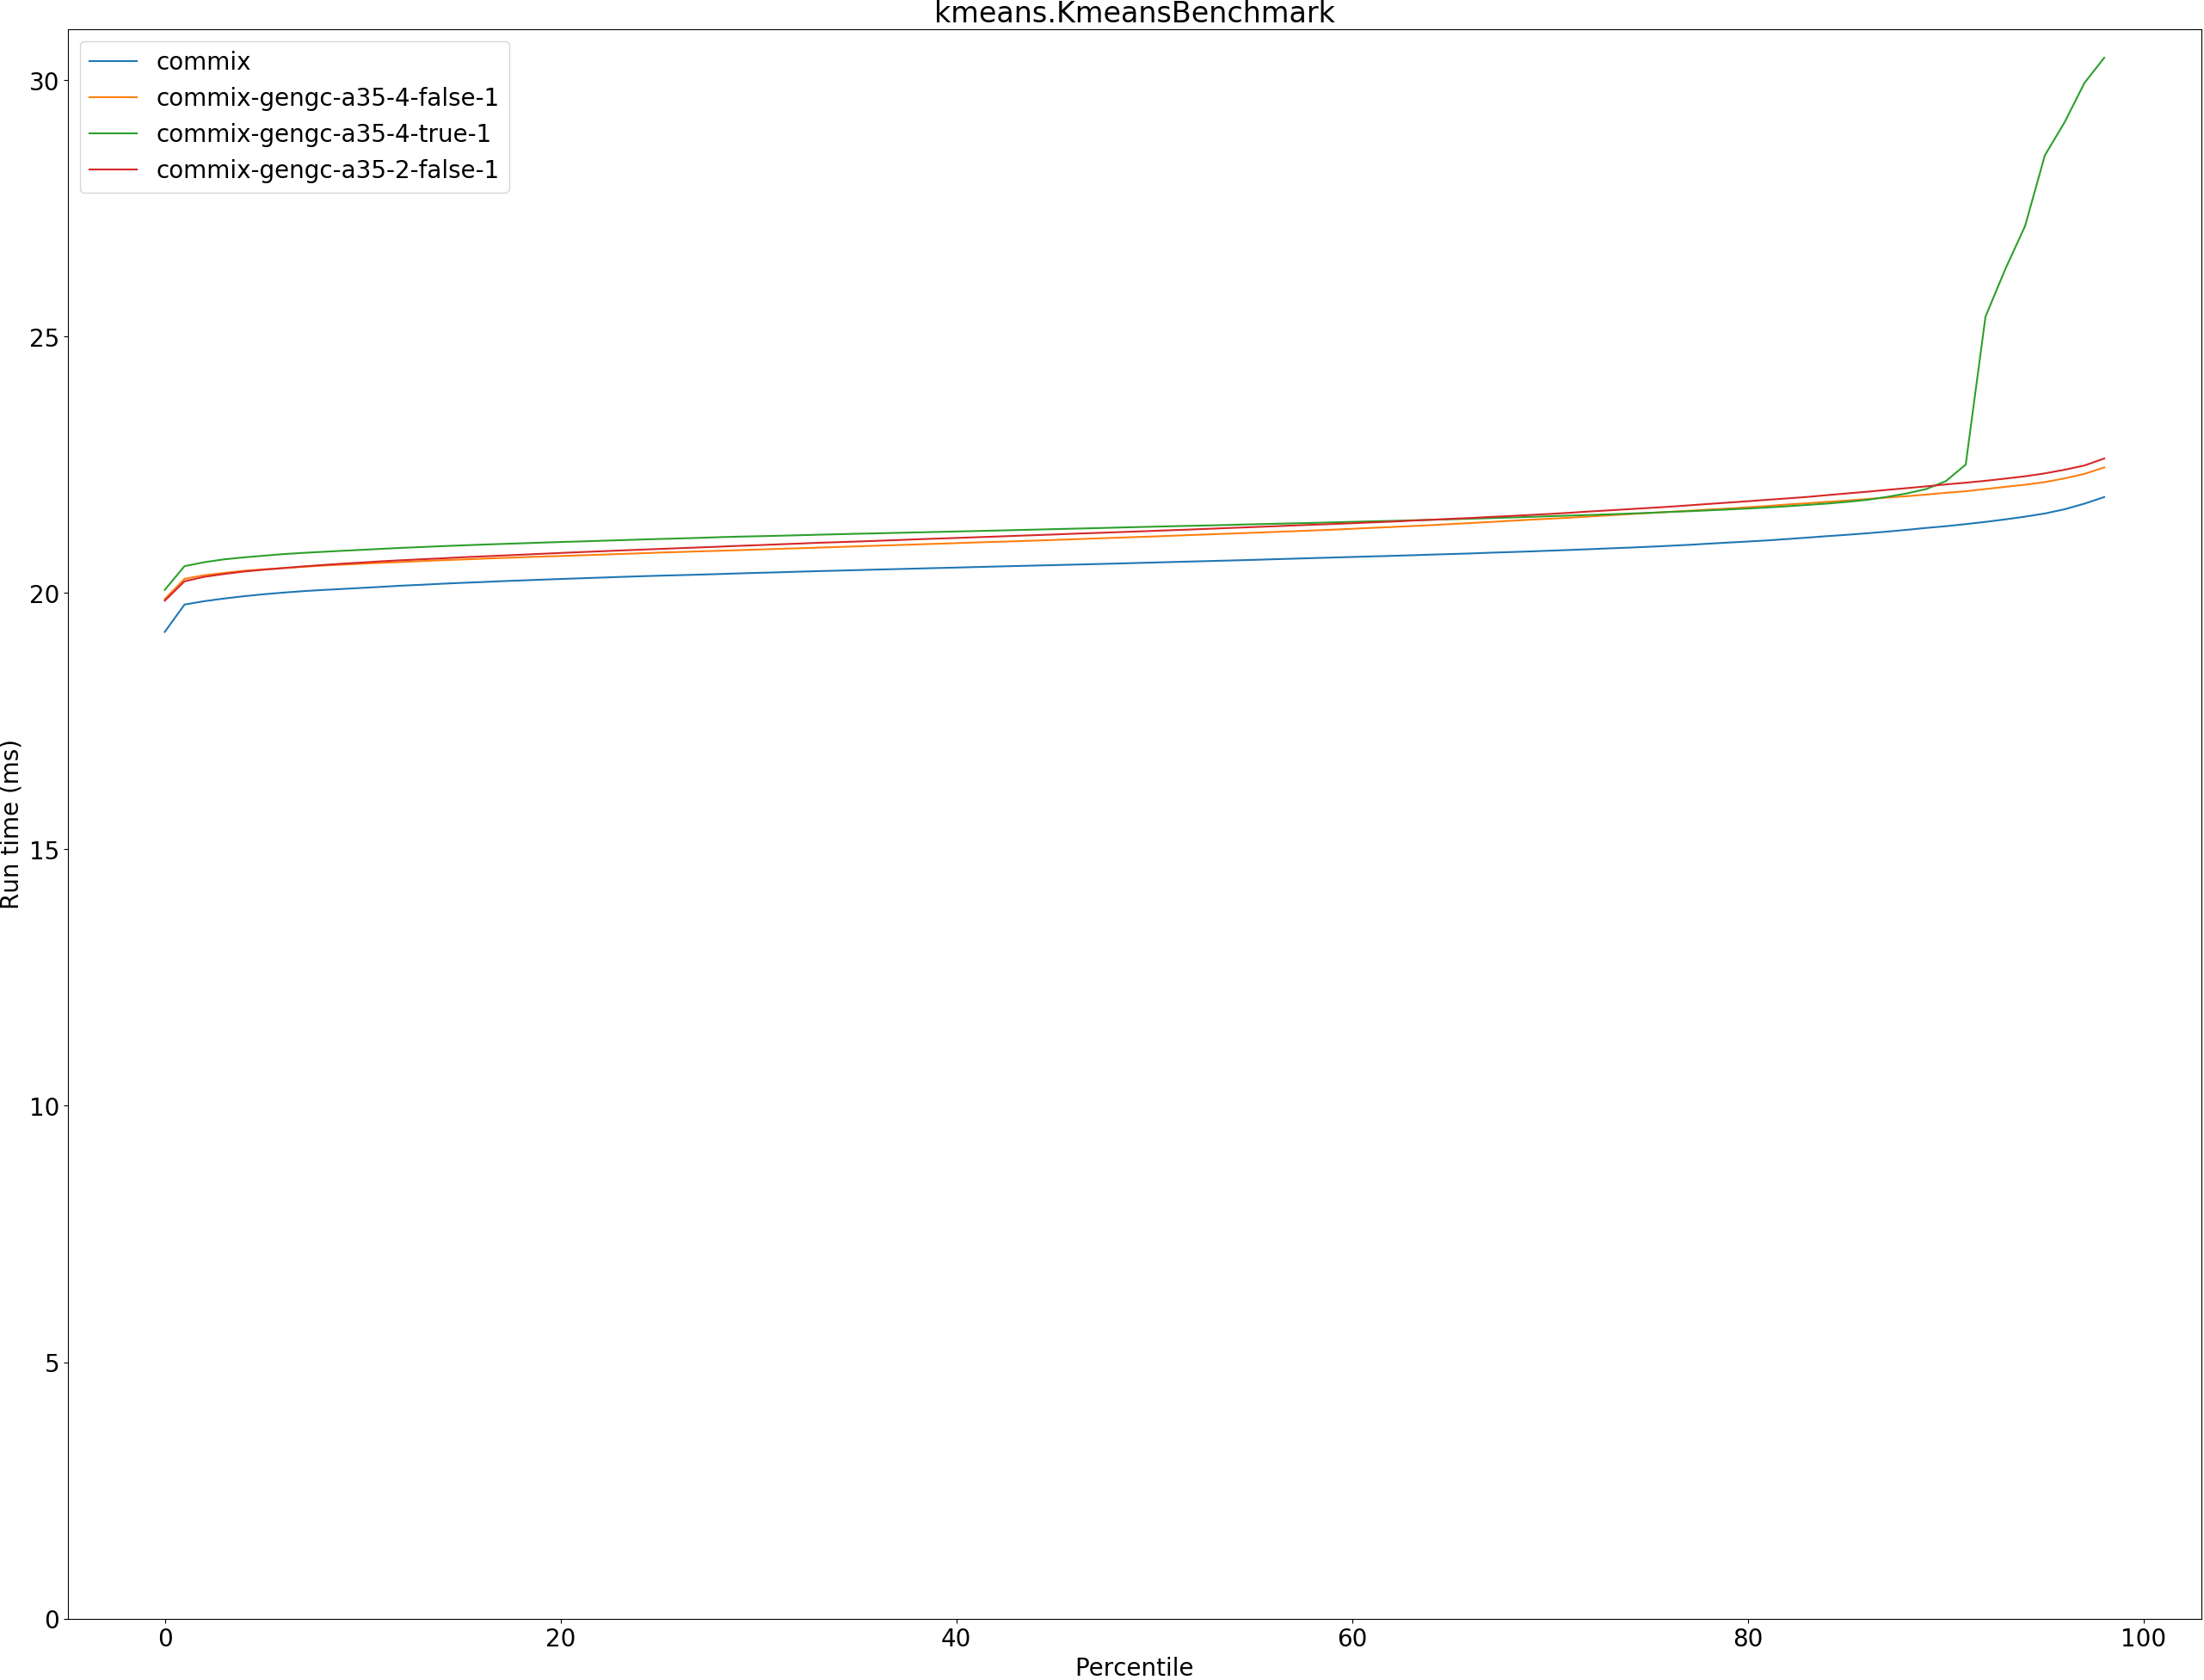 kmeans.KmeansBenchmark
commix
commix-gengc-a35-4-false-1
commix-gengc-a35-4-true-1
commix-gengc-a35-2-false-1
Run time (ms)
30
25
20
15
10
5
0
0 20 40 60 80 100
Percentile